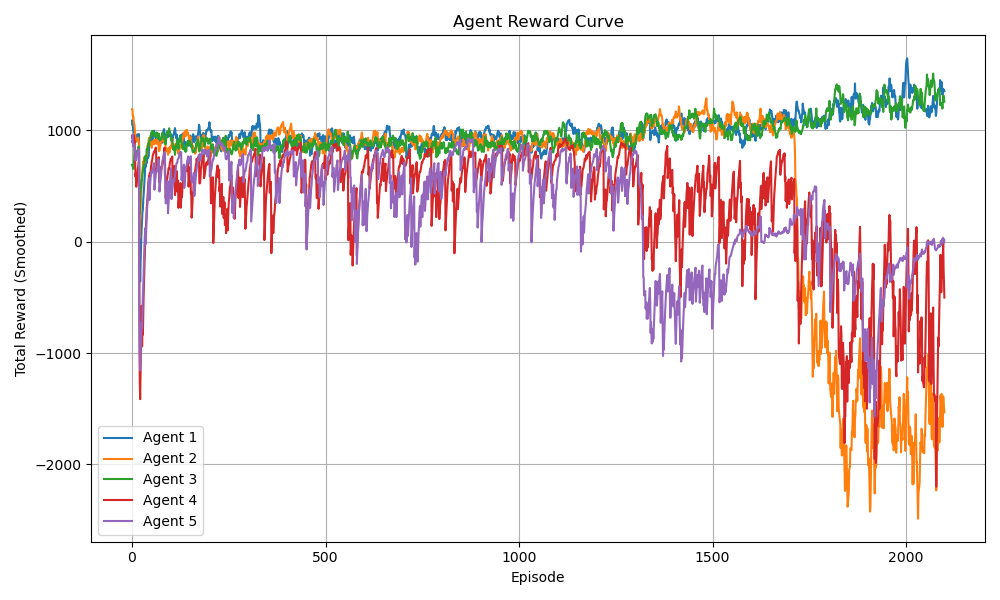 Agent Reward Curve
Total Reward (Smoothed)
1000
0
−1000
−2000
Agent 1
Agent 2
Agent 3
Agent 4
Agent 5
0 500 1000 1500 2000
Episode